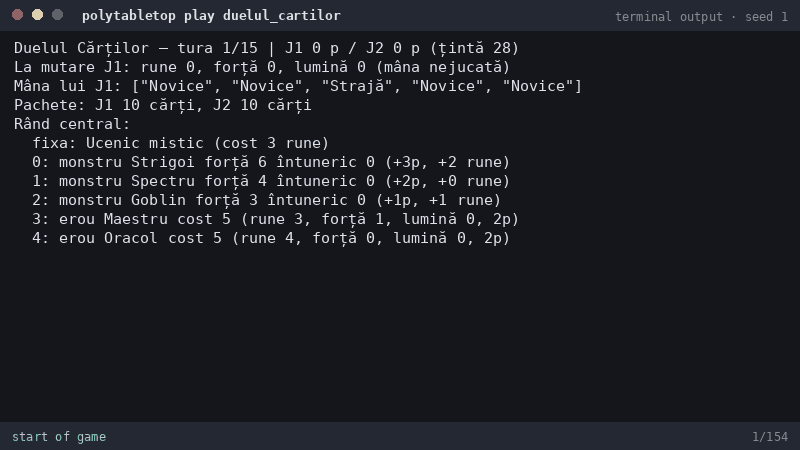 polytabletop play duelul_cartilor
terminal output · seed 1
Duelul Cărților — tura 1/15 | J1 0 p / J2 0 p (țintă 28)
La mutare J1: rune 0, forță 0, lumină 0 (mâna nejucată)
Mâna lui J1: ["Novice", "Novice", "Strajă", "Novice", "Novice"]
Pachete: J1 10 cărți, J2 10 cărți
Rând central:
fixa: Ucenic mistic (cost 3 rune)
0: monstru Strigoi forță 6 întuneric 0 (+3p, +2 rune)
1: monstru Spectru forță 4 întuneric 0 (+2p, +0 rune)
2: monstru Goblin forță 3 întuneric 0 (+1p, +1 rune)
3: erou Maestru cost 5 (rune 3, forță 1, lumină 0, 2p)
4: erou Oracol cost 5 (rune 4, forță 0, lumină 0, 2p)
start of game
1/154